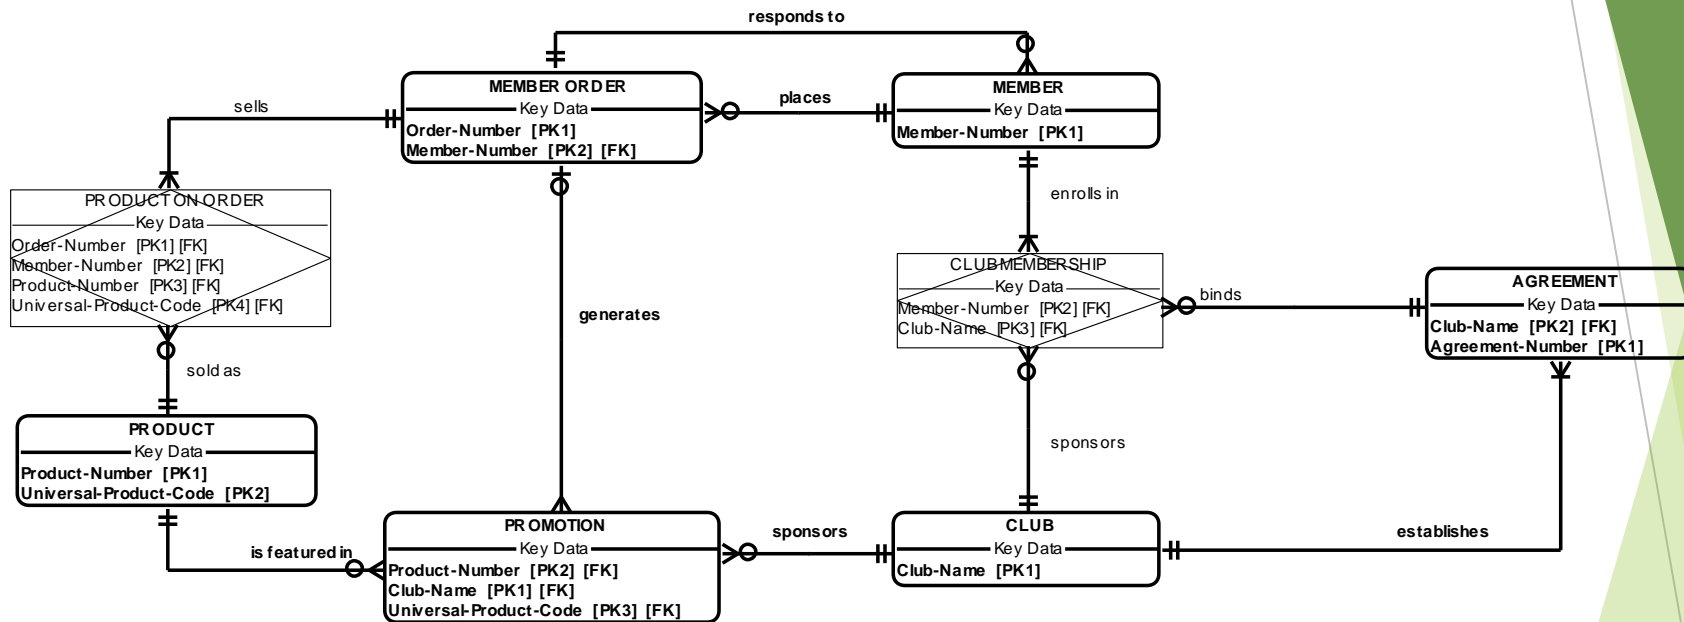 responds to
MEMBER ORDER
Key Data
Order-Number [PK1]
Member-Number [PK2] [FK]
places
MEMBER
Key Data
Member-Number [PK1]
sells
enrolls in
PRODUCT ON ORDER
Key Data
Order-Number [PK1] [FK]
Member-Number [PK2] [FK]
Product-Number [PK3] [FK]
Universal-Product-Code [PK4] [FK]
generates
CLUB MEMBERSHIP
Key Data
Member-Number [PK2] [FK]
Club-Name [PK3] [FK]
binds
AGREEMENT
Key Data
Club-Name [PK2] [FK]
Agreement-Number [PK1]
sold as
PRODUCT
Key Data
Product-Number [PK1]
Universal-Product-Code [PK2]
sponsors
is featured in
PROMOTION
Key Data
Product-Number [PK2] [FK]
Club-Name [PK1] [FK]
Universal-Product-Code [PK3] [FK]
sponsors
CLUB
Key Data
Club-Name [PK1]
establishes